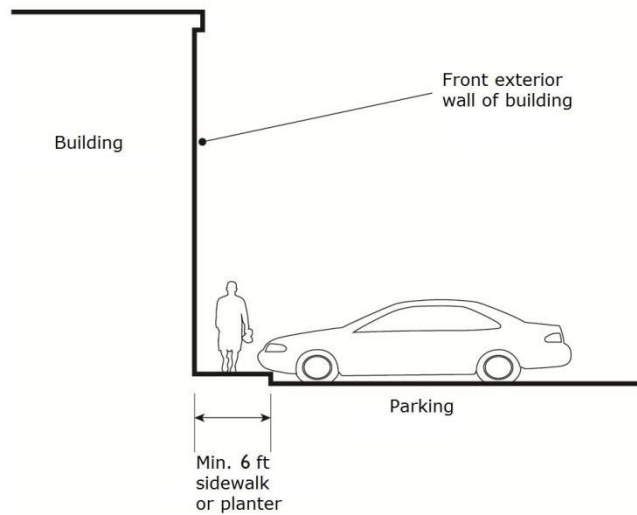 Front exterior
wall of building
Building
Parking
Min. 6 ft
sidewalk
or planter